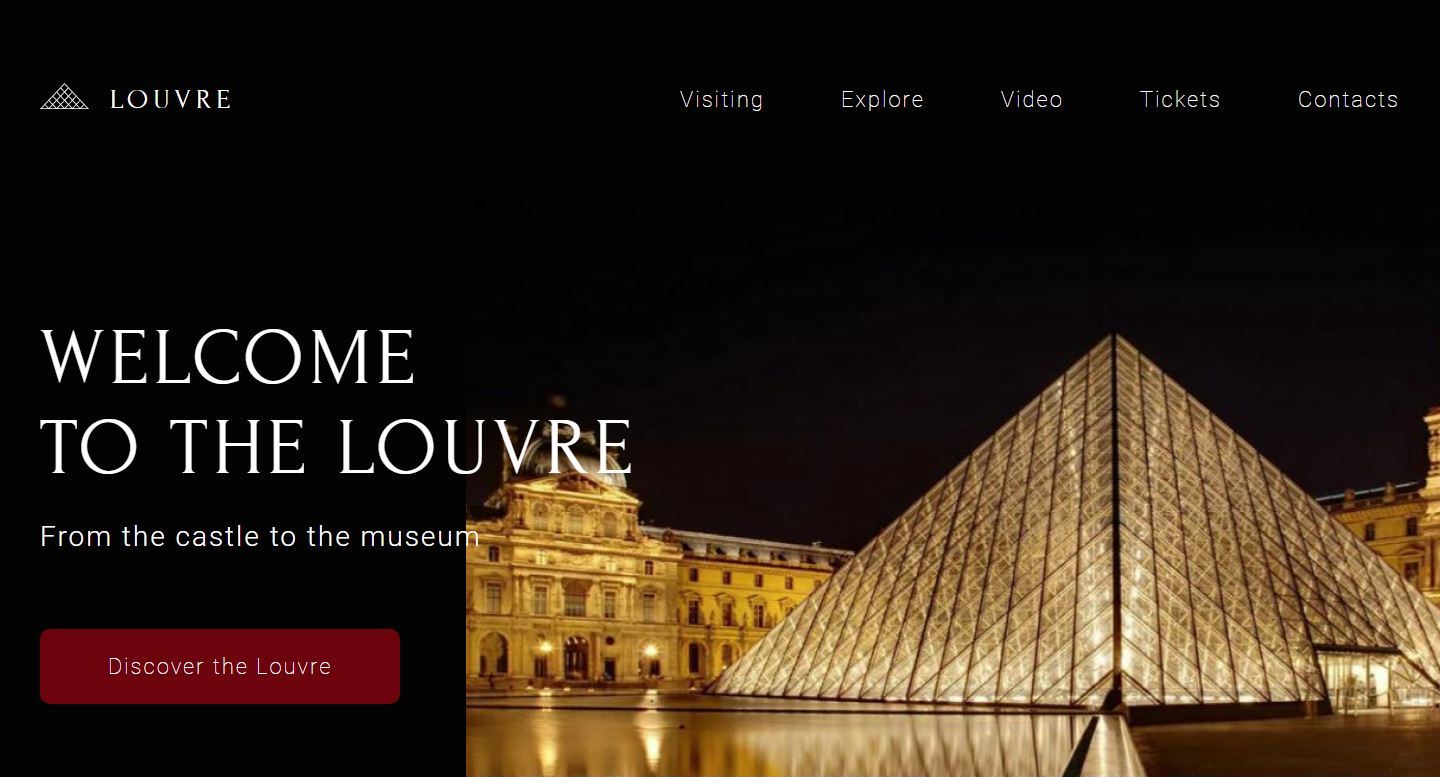 LOUVRE
Visiting Explore Video Tickets Contacts
WELCOME
TO THE LOUVRE
From the castle to the museum
Discover the Louvre